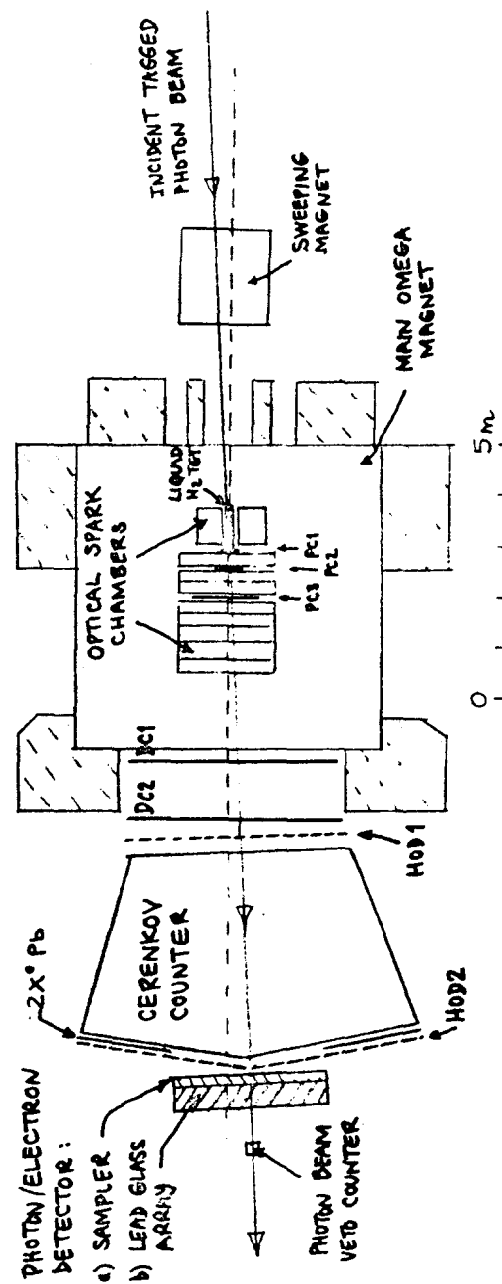 INCIDENT TAGGED
PHOTON BEAM
SWEEPING
MAGNET
MAIN OMEGA
MAGNET
LIQUID
H2 TGT
OPTICAL SPARK
CHAMBERS
PC1
PC2
PC3
5m
0
DC1
DC2
HOD1
CERENKOV
COUNTER
2X° Pb
HOD2
PHOTON/ELECTRON
DETECTOR:
a) SAMPLER
b) LEAD GLASS
ARRAY
PHOTON BEAM
VETO COUNTER